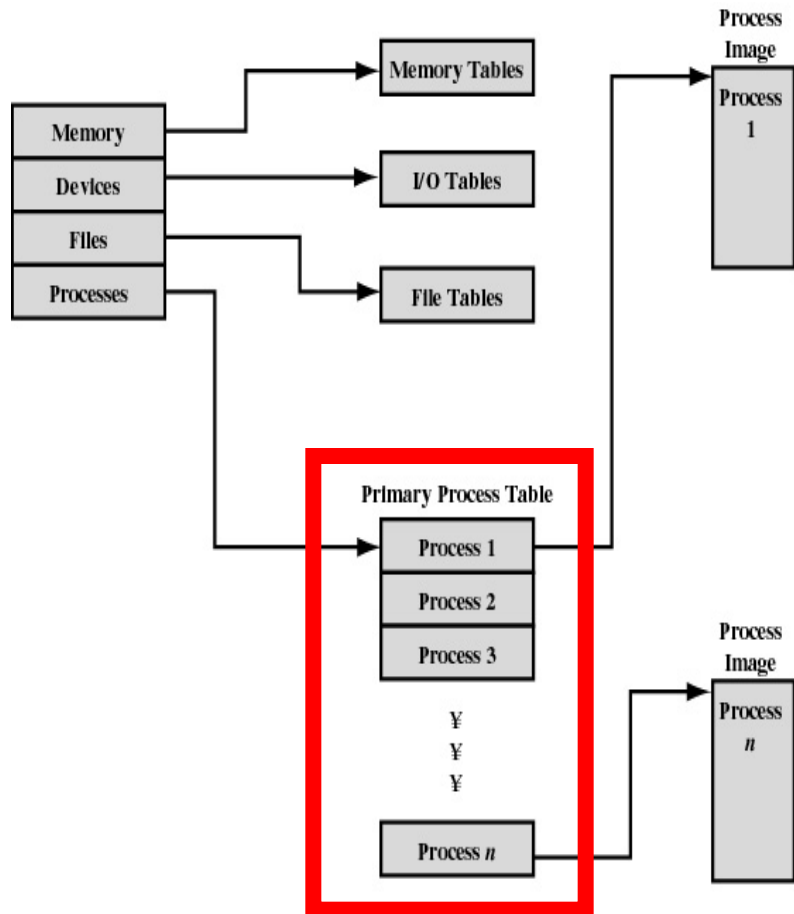 Process
Image
Process
1
Memory Tables
Memory
Devices
I/O Tables
Files
Processes
File Tables
Primary Process Table
Process 1
Process 2
Process 3
¥
¥
¥
Process n
Process
Image
Process
n